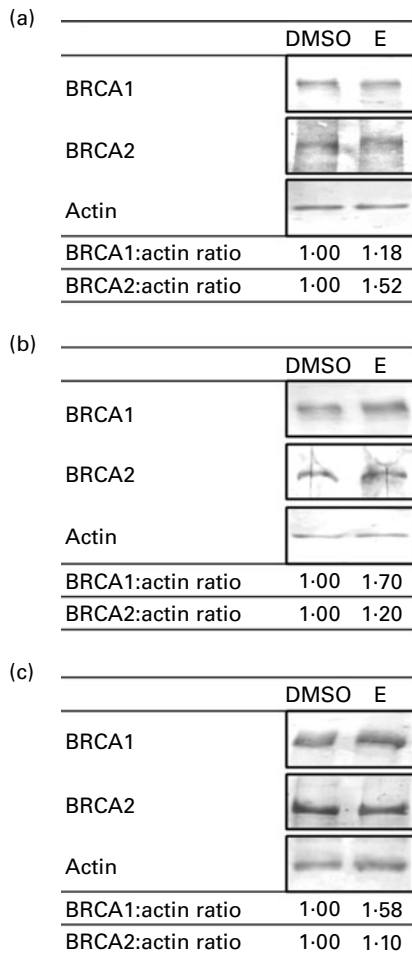 (a)
DMSO E
BRCA1
BRCA2
Actin
BRCA1:actin ratio 1·00 1·18
BRCA2:actin ratio 1·00 1·52
(b)
DMSO E
BRCA1
BRCA2
Actin
BRCA1:actin ratio 1·00 1·70
BRCA2:actin ratio 1·00 1·20
(c)
DMSO E
BRCA1
BRCA2
Actin
BRCA1:actin ratio 1·00 1·58
BRCA2:actin ratio 1·00 1·10